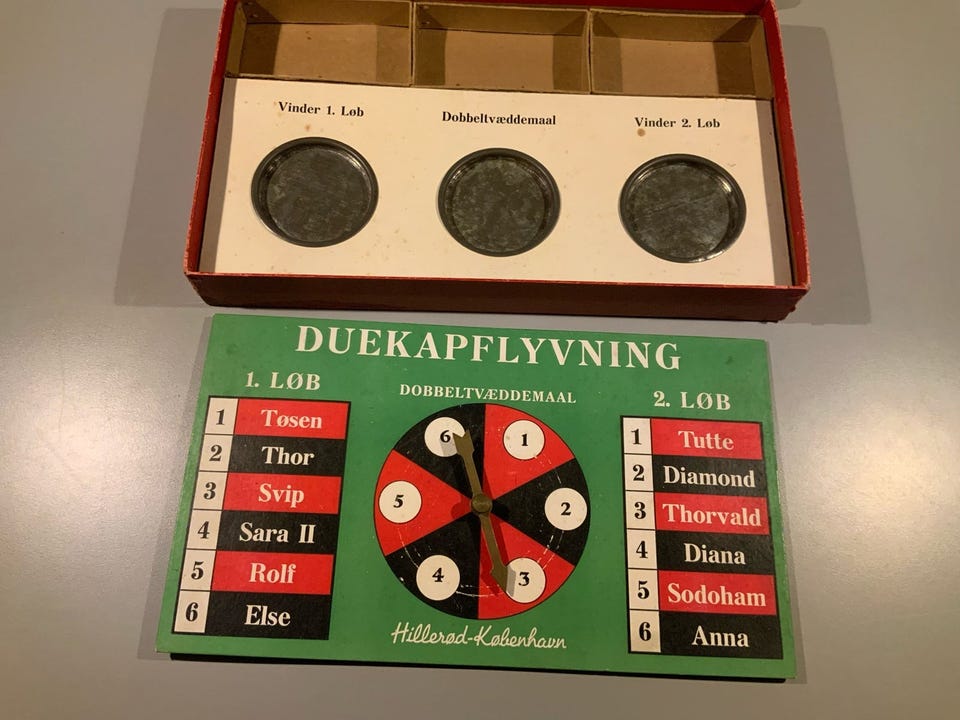 Vinder 1. Løb
Dobbeltvæddemaal
Vinder 2. Løb
DUEKAPFLYVNING
1. LØB
1 Tøsen
2 Thor
3 Svip
4 Sara II
5 Rolf
6 Else
DOBBELTVÆDDEMAAL
6
1
5
2
4
3
Hillerød-København
2. LØB
1 Tutte
2 Diamond
3 Thorvald
4 Diana
5 Sodoham
6 Anna